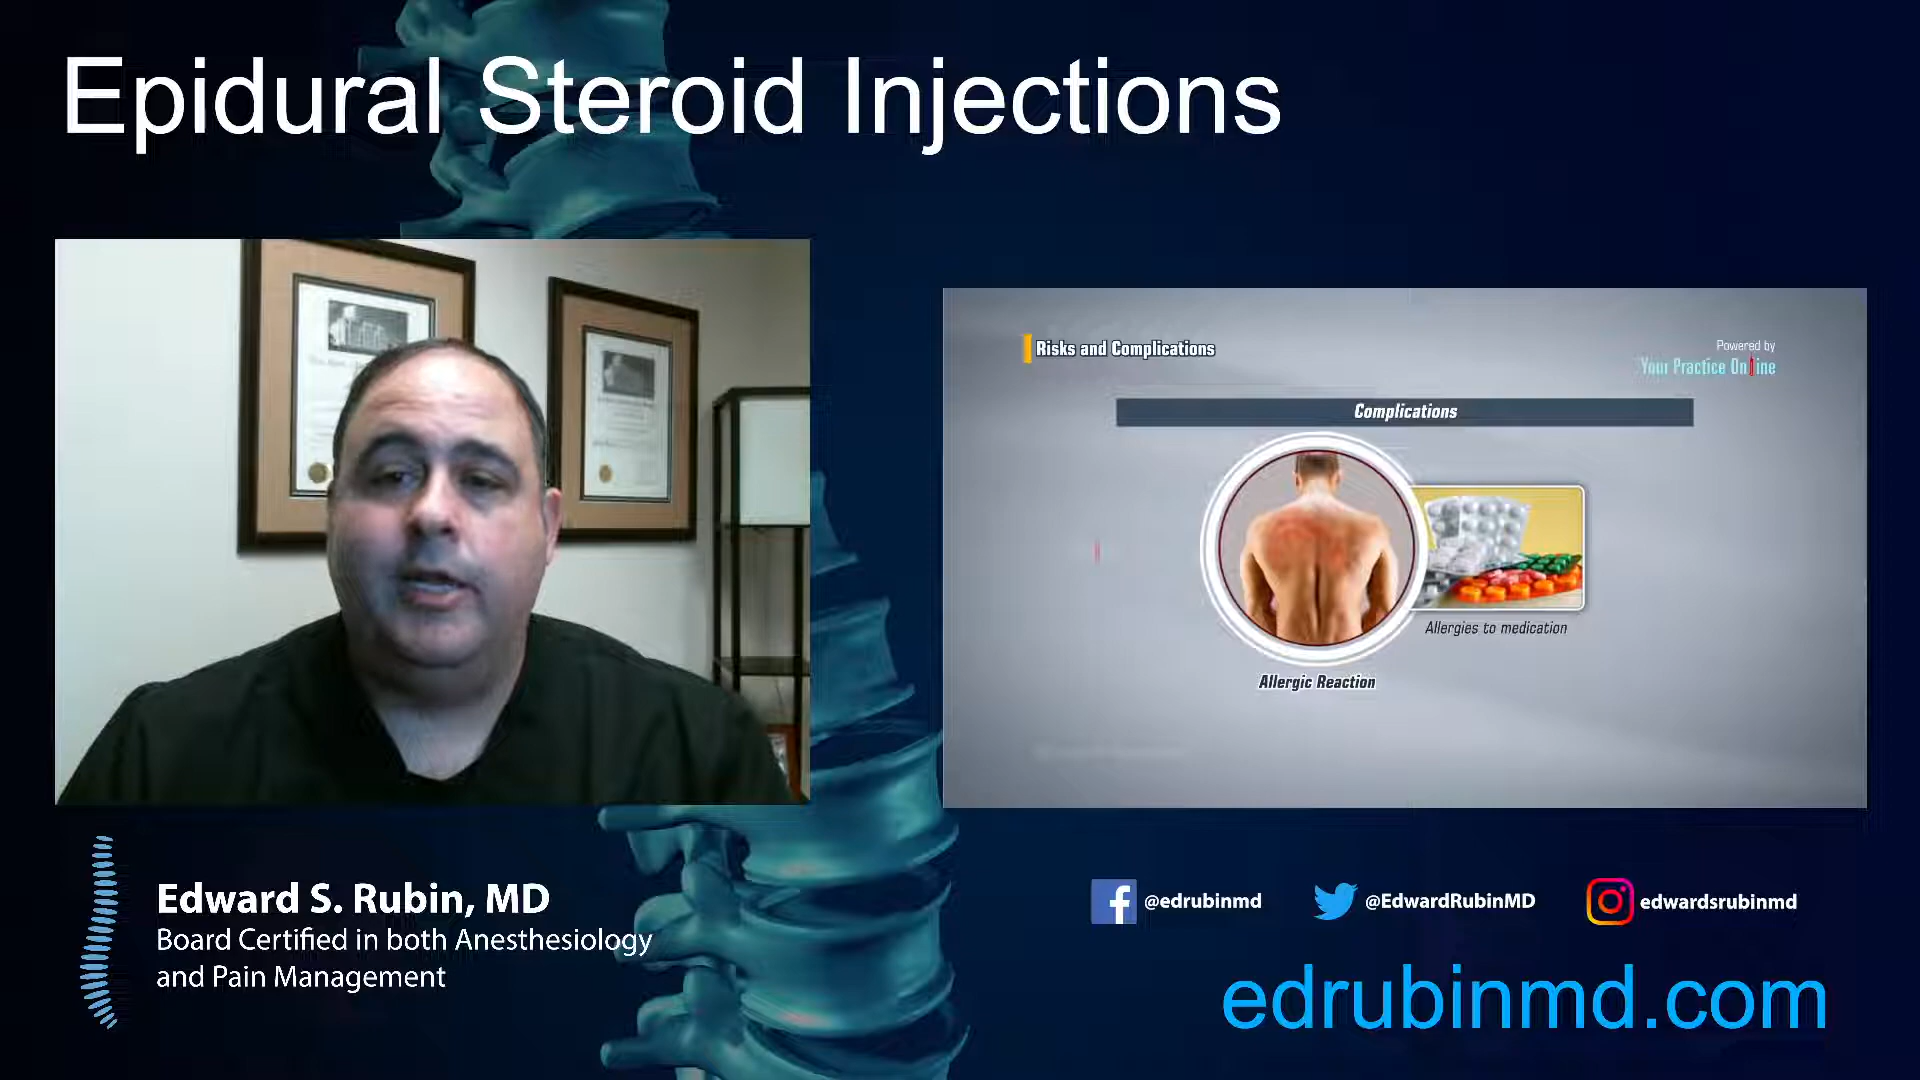 Epidural Steroid Injections
Risks and Complications
Powered by
Your Practice Online
Complications
Allergies to medication
Allergic Reaction
Edward S. Rubin, MD
Board Certified in both Anesthesiology
and Pain Management
@edrubinmd
@EdwardRubinMD
edwardsrubinmd
edrubinmd.com